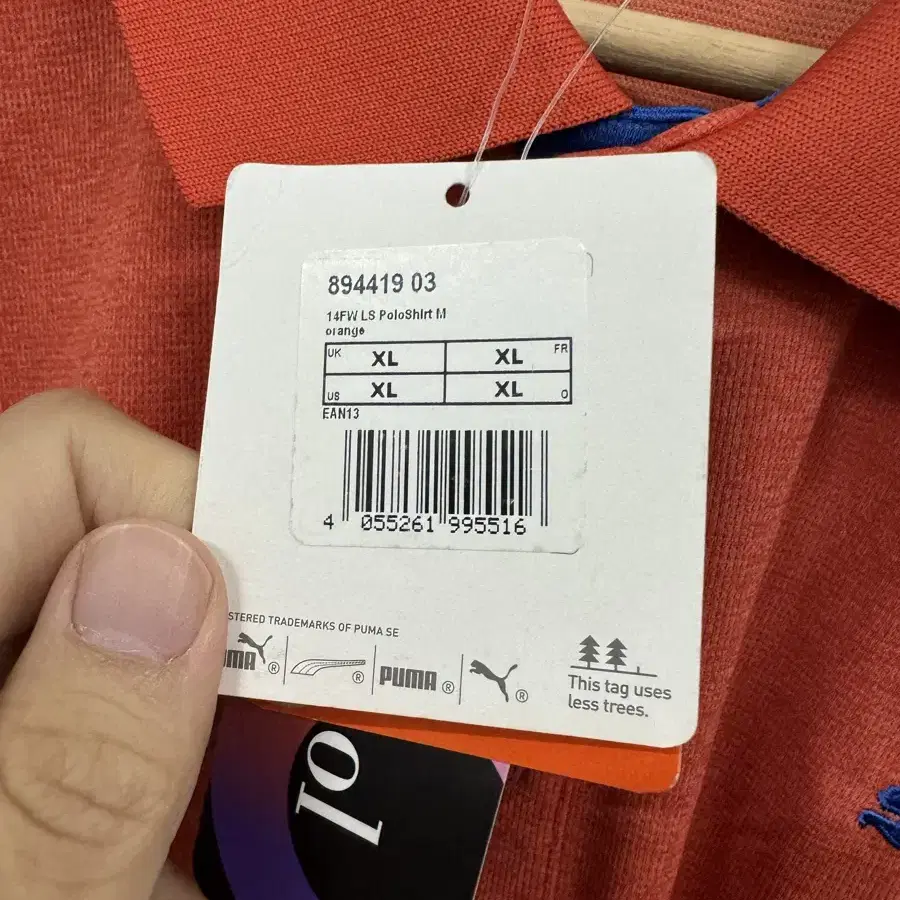 894419 03
14FW LS PoloShirt M
orange
UK XL XL FR
US XL XL D
EAN13
4 055261 995516
STERED TRADEMARKS OF PUMA SE
UMA ® ® PUMA ® ®
This tag uses
less trees.